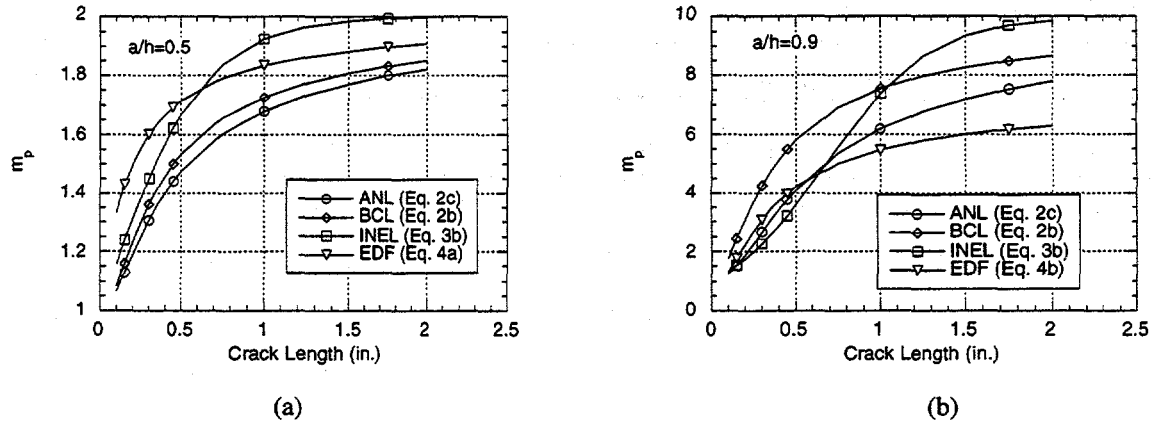 a/h=0.5
2
1.8
1.6
1.4
1.2
1
m_p
0 0.5 1 1.5 2 2.5
Crack Length (in.)
ANL (Eq. 2c)
BCL (Eq. 2b)
INEL (Eq. 3b)
EDF (Eq. 4a)
(a)
a/h=0.9
10
8
6
4
2
0
m_p
0 0.5 1 1.5 2 2.5
Crack Length (in.)
ANL (Eq. 2c)
BCL (Eq. 2b)
INEL (Eq. 3b)
EDF (Eq. 4b)
(b)